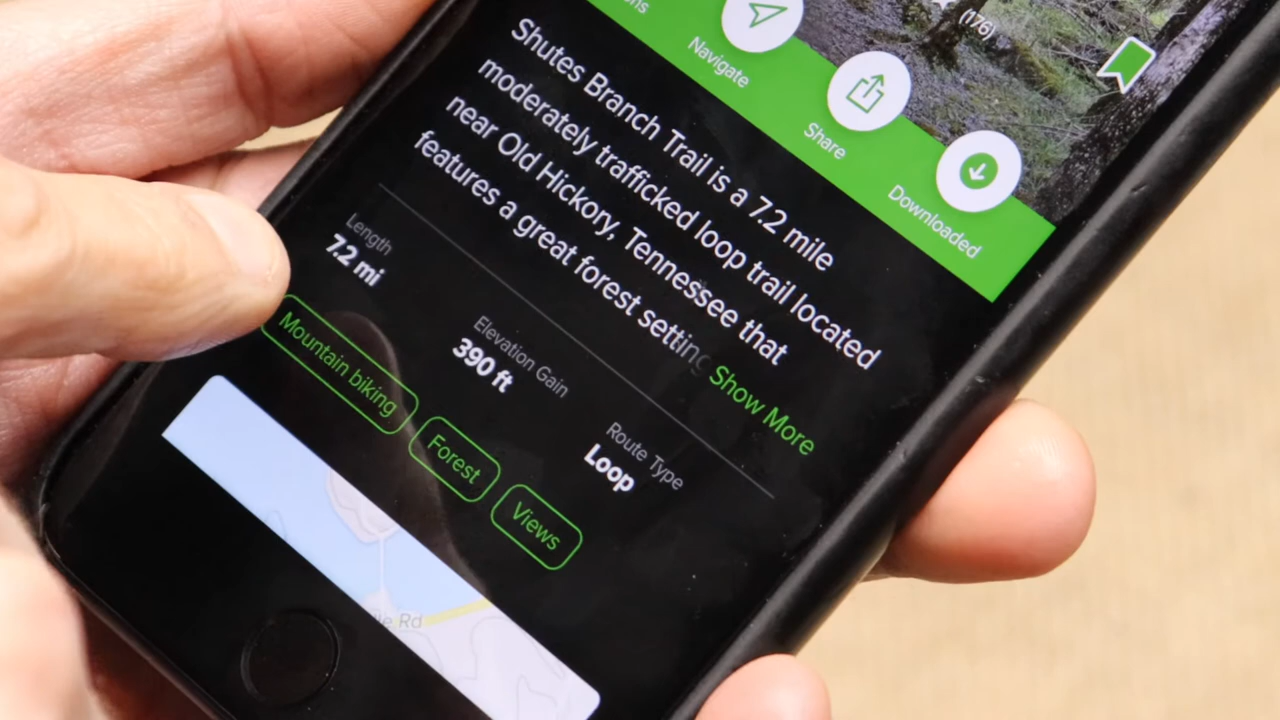 (176)
Navigate
Share
Downloaded
Shutes Branch Trail is a 7.2 mile
moderately trafficked loop trail located
near Old Hickory, Tennessee that
features a great forest setting Show More
Length
7.2 mi
Elevation Gain
390 ft
Route Type
Loop
Mountain biking
Forest
Views
Rd